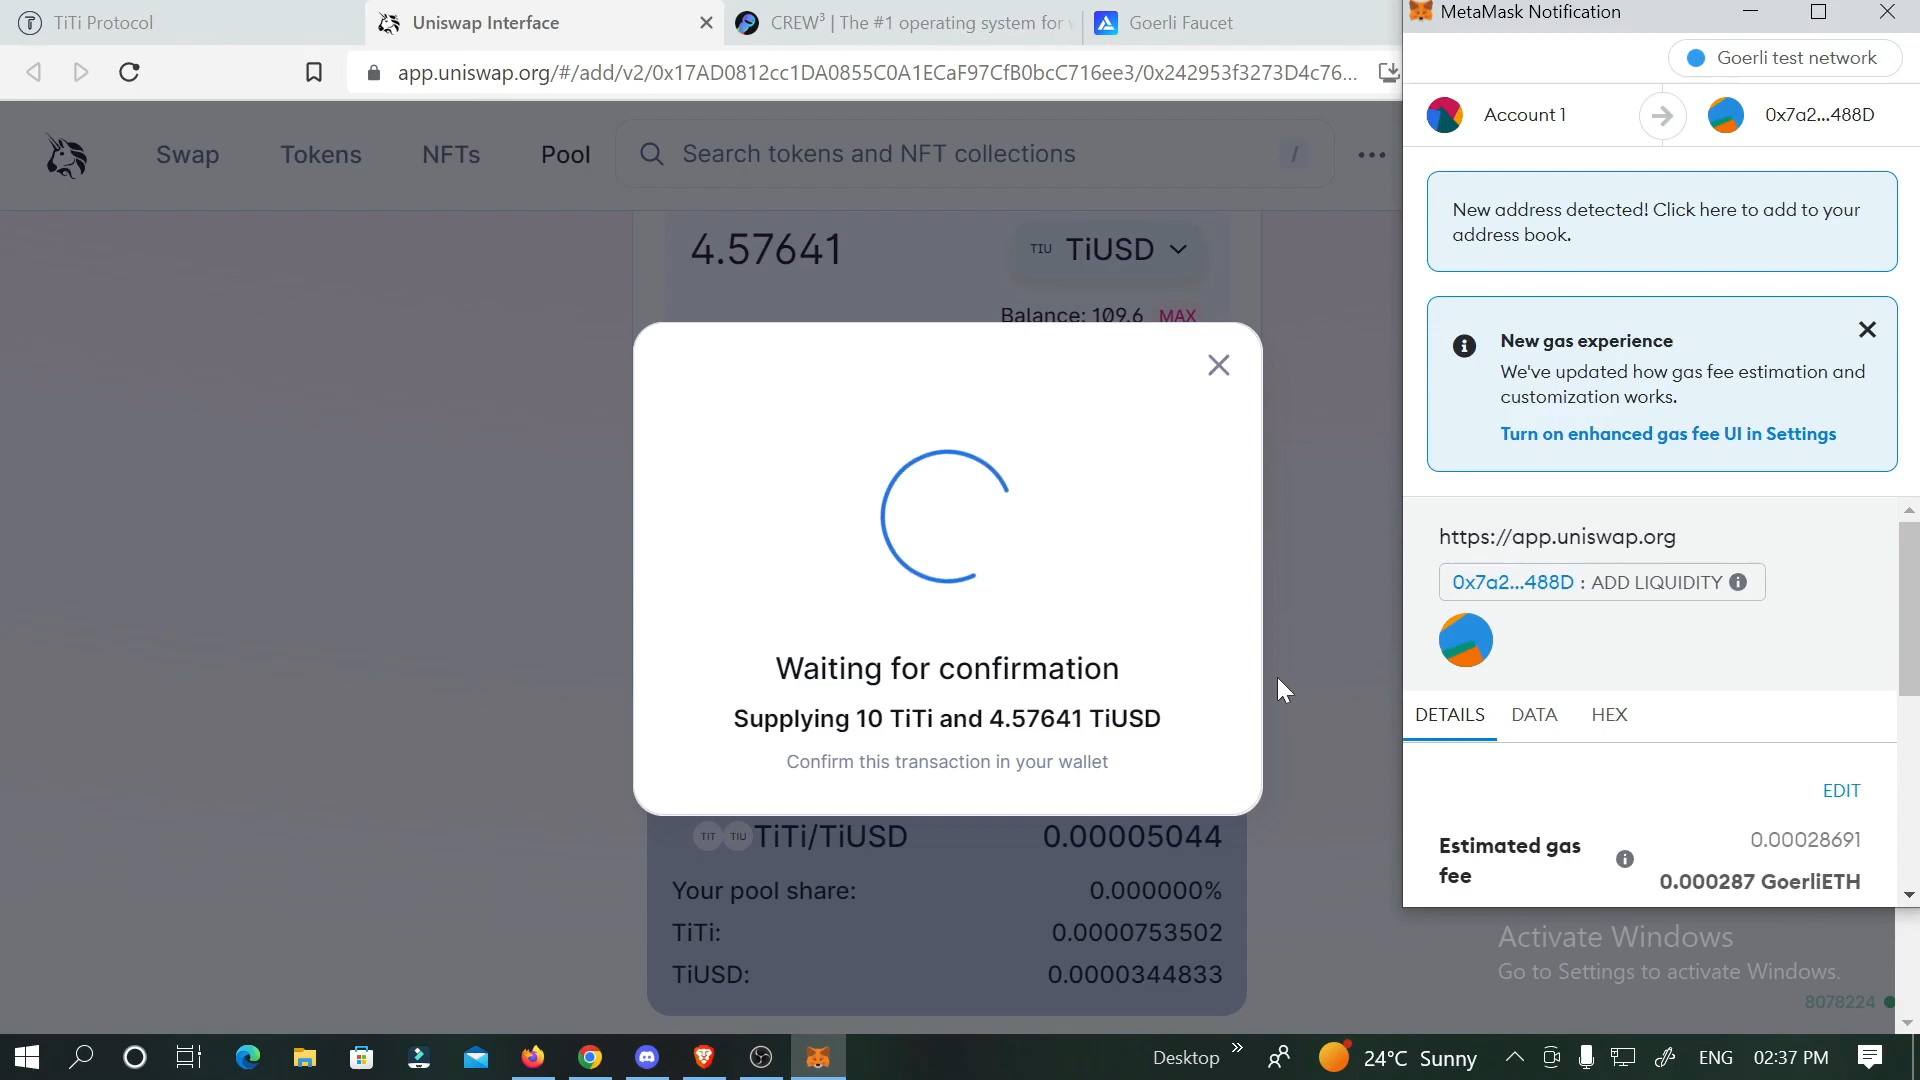 TiTi Protocol
Uniswap Interface
CREW³ | The #1 operating system for w
Goerli Faucet
MetaMask Notification
app.uniswap.org/#/add/v2/0x17AD0812cc1DA0855C0A1ECaF97CfB0bcC716ee3/0x242953f3273D4c76...
Goerli test network
Account 1
0x7a2...488D
Swap
Tokens
NFTs
Pool
Search tokens and NFT collections
/
New address detected! Click here to add to your
address book.
4.57641
TIU TiUSD
Balance: 109.6 MAX
New gas experience
We've updated how gas fee estimation and
customization works.
Turn on enhanced gas fee UI in Settings
https://app.uniswap.org
0x7a2...488D : ADD LIQUIDITY
Waiting for confirmation
Supplying 10 TiTi and 4.57641 TiUSD
Confirm this transaction in your wallet
DETAILS
DATA
HEX
EDIT
Estimated gas
fee
0.00028691
0.000287 GoerliETH
TIT TIU TiTi/TiUSD
0.00005044
Your pool share:
0.000000%
TiTi:
0.0000753502
TiUSD:
0.0000344833
Activate Windows
Go to Settings to activate Windows.
8078224
Desktop
24°C Sunny
ENG
02:37 PM